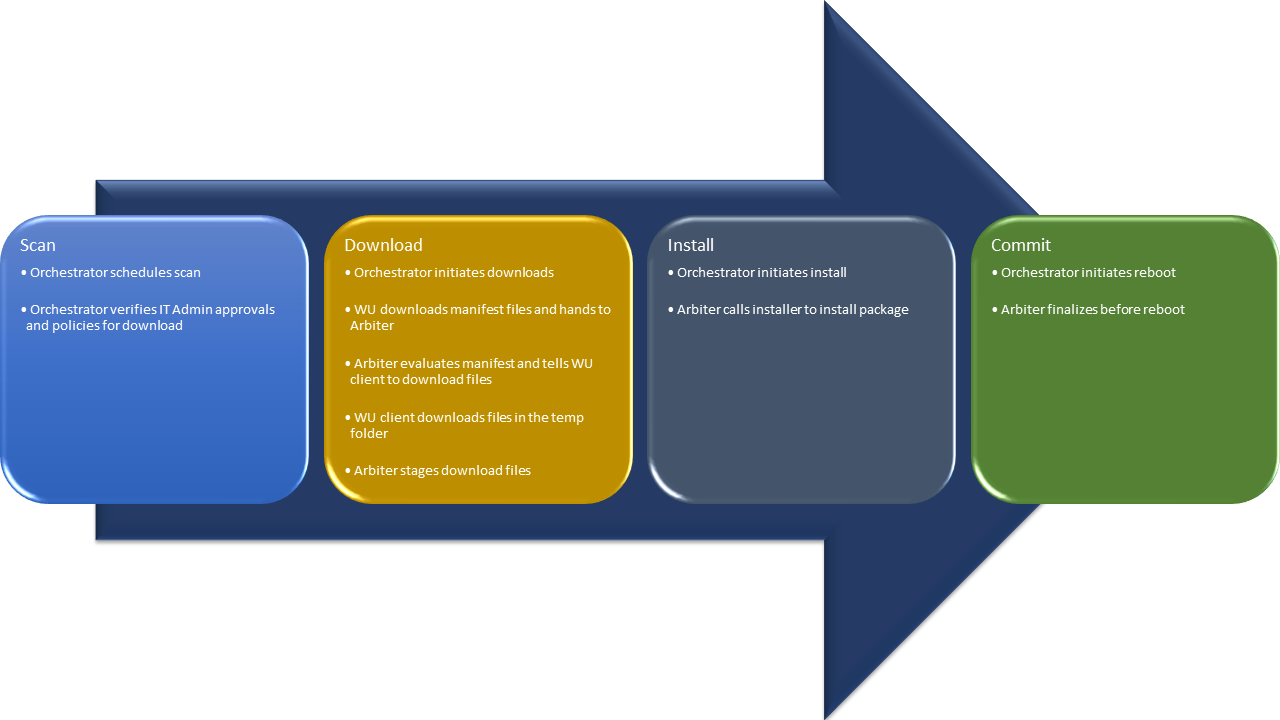 Scan
• Orchestrator schedules scan
• Orchestrator verifies IT Admin approvals
and policies for download
Download
• Orchestrator initiates downloads
• WU downloads manifest files and hands to
Arbiter
• Arbiter evaluates manifest and tells WU
client to download files
• WU client downloads files in the temp
folder
• Arbiter stages download files
Install
• Orchestrator initiates install
• Arbiter calls installer to install package
Commit
• Orchestrator initiates reboot
• Arbiter finalizes before reboot